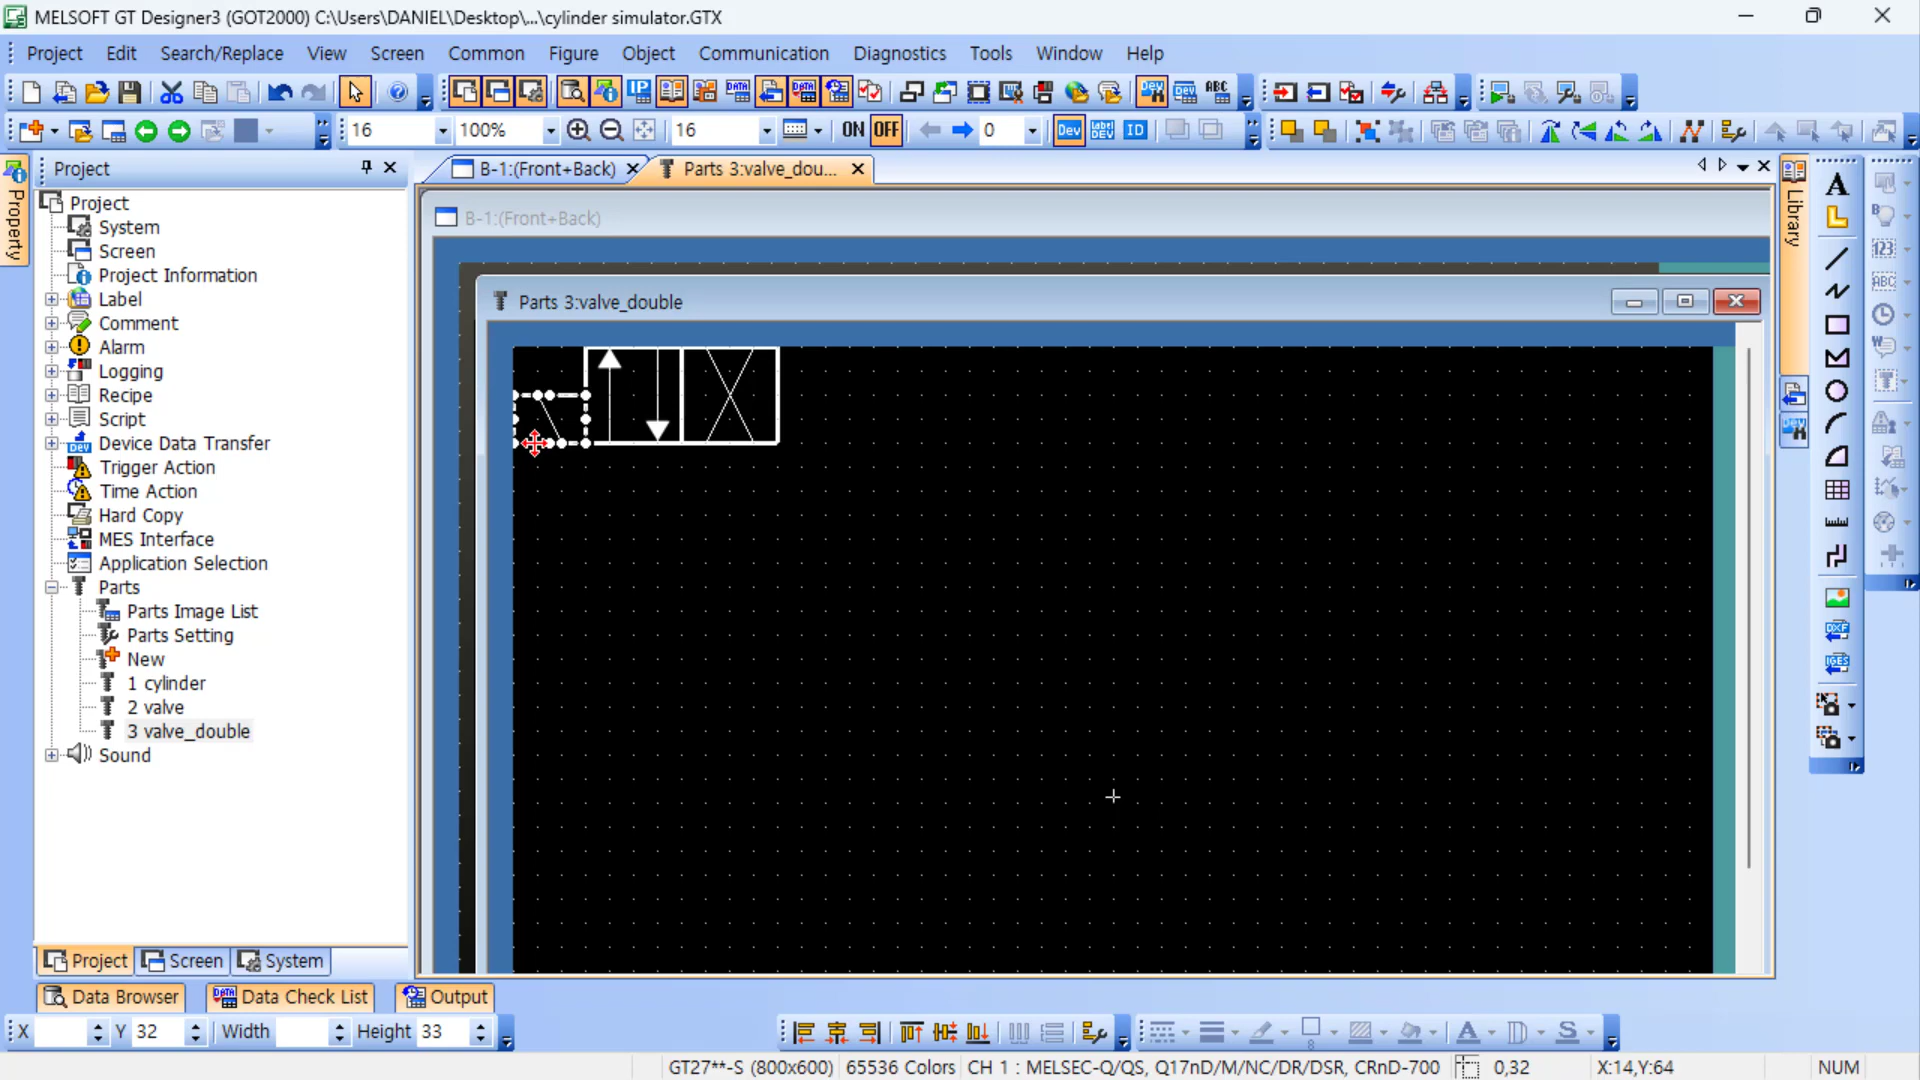 MELSOFT GT Designer3 (GOT2000) C:\Users\DANIEL\Desktop\...\cylinder simulator.GTX
Project Edit Search/Replace View Screen Common Figure Object Communication Diagnostics Tools Window Help
16 100% 16 ON OFF 0 Dev ID
Project
B-1:(Front+Back)
Parts 3:valve_dou...
Property
Library
B-1:(Front+Back)
Parts 3:valve_double
Project
System
Screen
Project Information
Label
Comment
Alarm
Logging
Recipe
Script
Device Data Transfer
Trigger Action
Time Action
Hard Copy
MES Interface
Application Selection
Parts
Parts Image List
Parts Setting
New
1 cylinder
2 valve
3 valve_double
Sound
Project Screen System
Data Browser Data Check List Output
X Y 32 Width Height 33
GT27**-S (800x600) 65536 Colors CH 1 : MELSEC-Q/QS, Q17nD/M/NC/DR/DSR, CRnD-700 0,32 X:14,Y:64 NUM